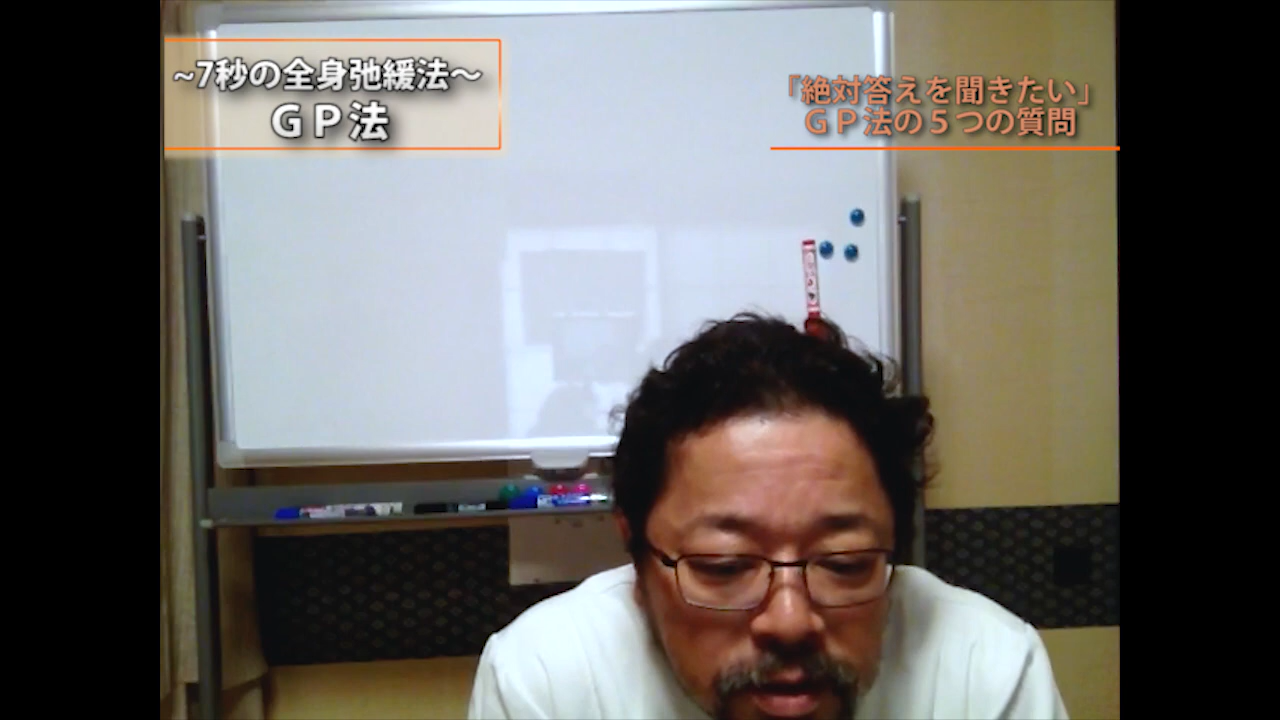 ~7秒の全身弛緩法～
ＧＰ法
「絶対答えを聞きたい」
ＧＰ法の５つの質問